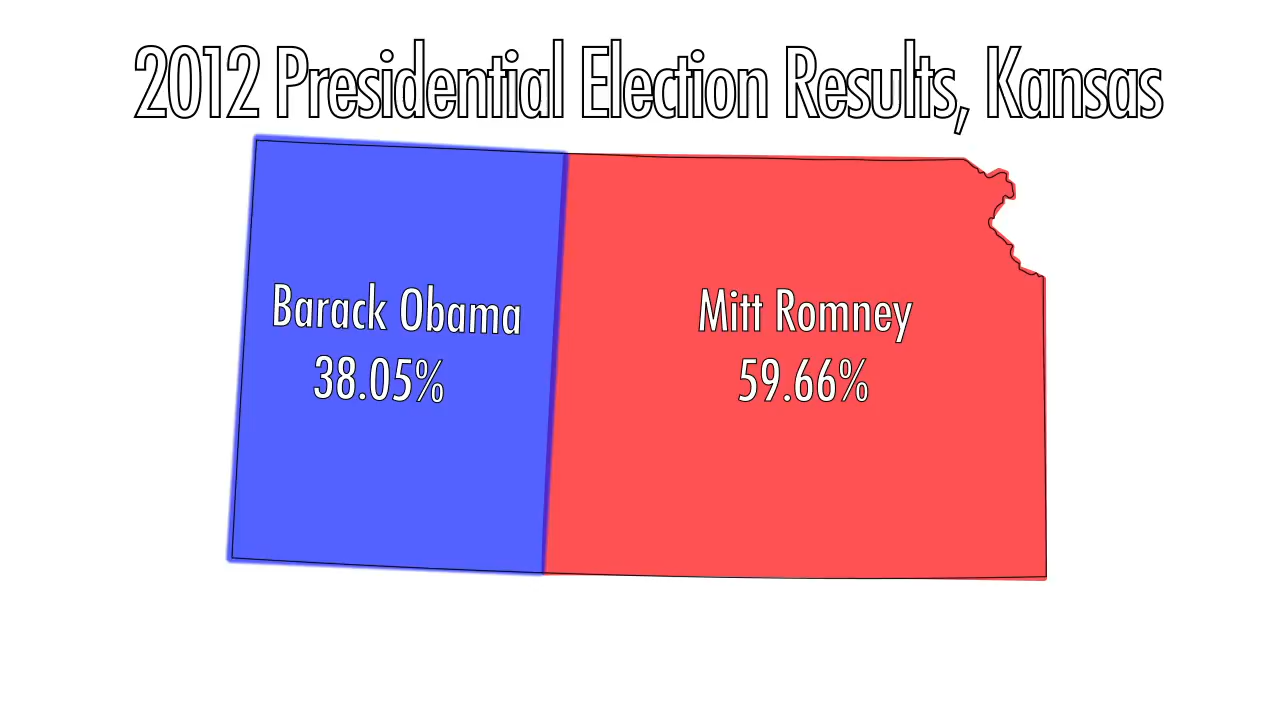 2012 Presidential Election Results, Kansas
Barack Obama
38.05%
Mitt Romney
59.66%